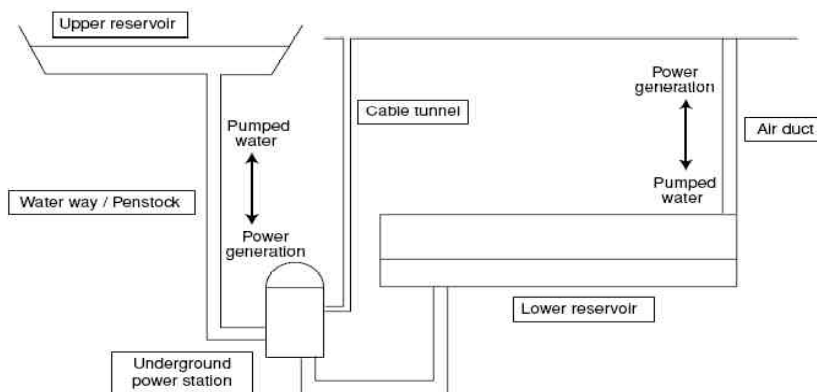 Upper reservoir
Cable tunnel
Power
generation
Air duct
Pumped
water
Pumped
water
Water way / Penstock
Power
generation
Lower reservoir
Underground
power station